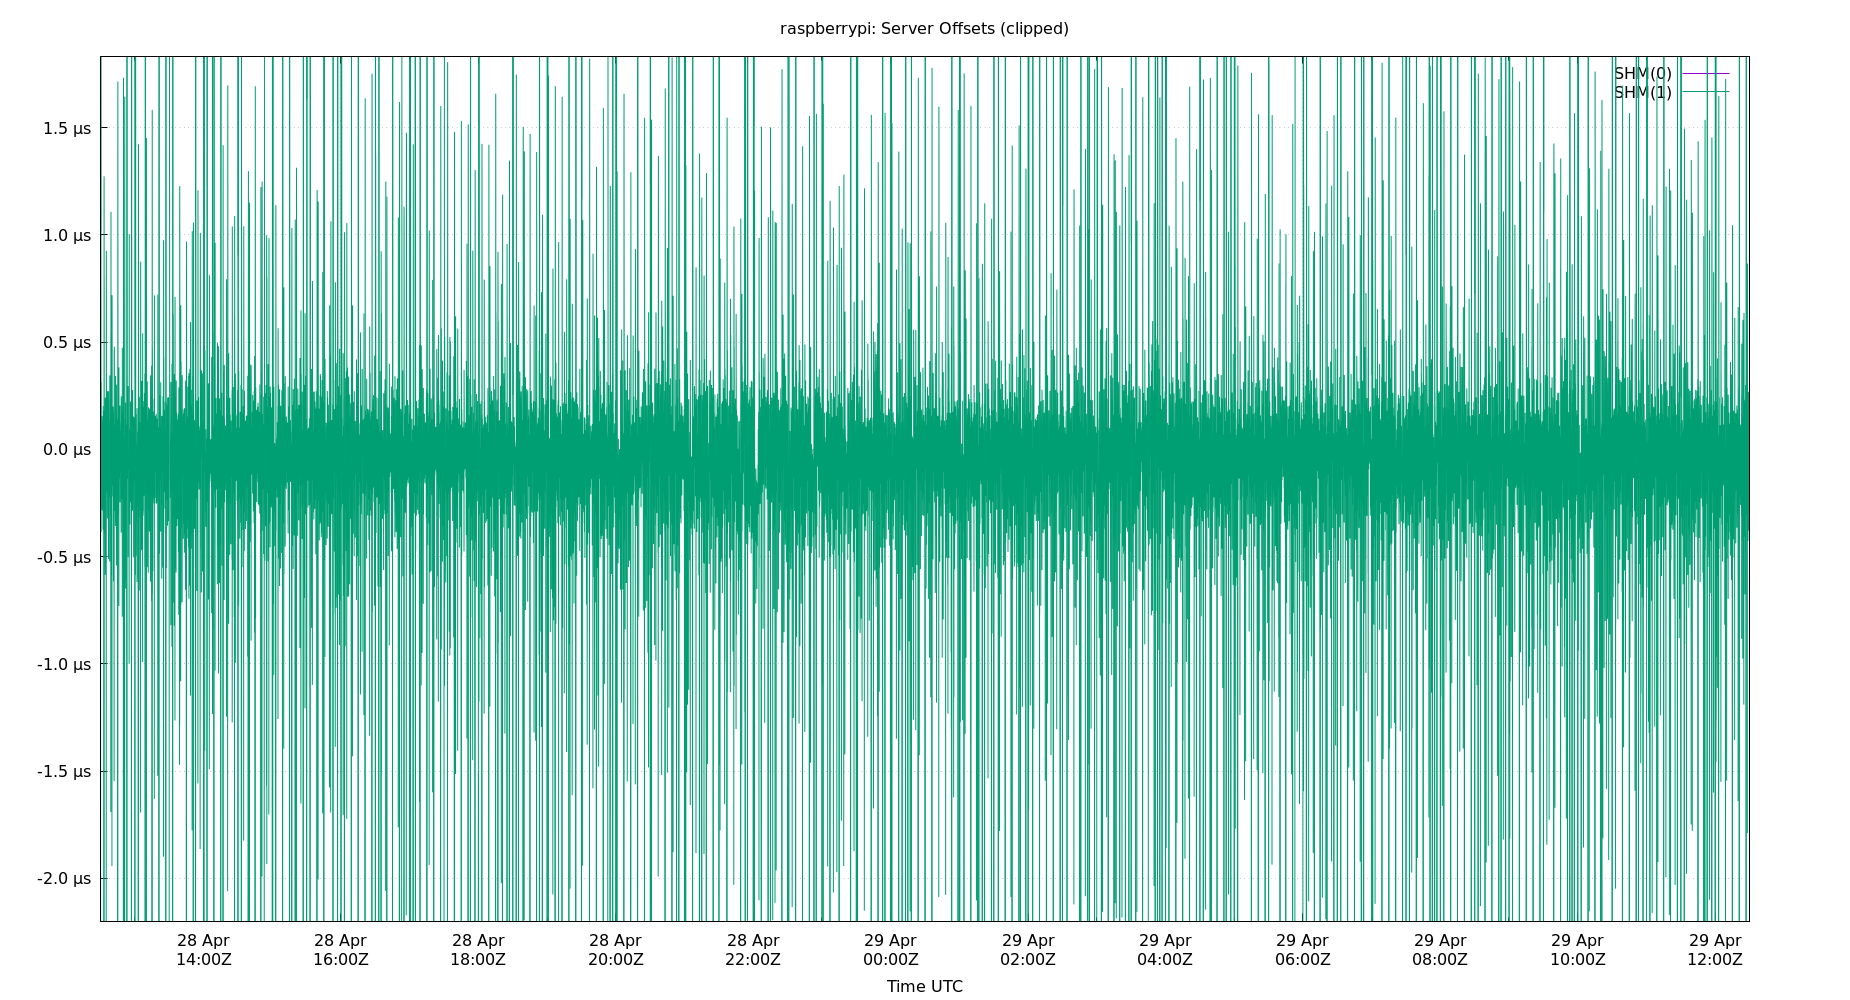 raspberrypi: Server Offsets (clipped)
SHM(0)
SHM(1)
1.5 µs
1.0 µs
0.5 µs
0.0 µs
-0.5 µs
-1.0 µs
-1.5 µs
-2.0 µs
28 Apr 28 Apr 28 Apr 28 Apr 28 Apr 29 Apr 29 Apr 29 Apr 29 Apr 29 Apr 29 Apr 29 Apr
14:00Z 16:00Z 18:00Z 20:00Z 22:00Z 00:00Z 02:00Z 04:00Z 06:00Z 08:00Z 10:00Z 12:00Z
Time UTC